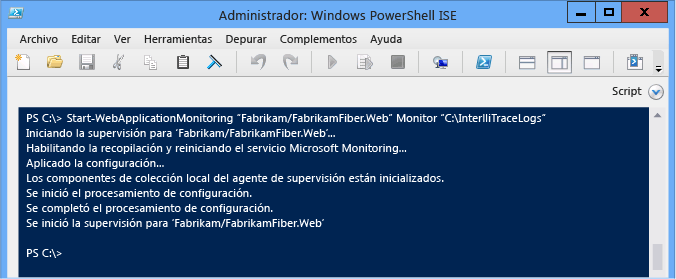 Administrador: Windows PowerShell ISE
Archivo Editar Ver Herramientas Depurar Complementos Ayuda
Script
PS C:\> Start-WebApplicationMonitoring "Fabrikam/FabrikamFiber.Web" Monitor "C:\InterlliTraceLogs"
Iniciando la supervisión para 'Fabrikam/FabrikamFiber.Web'...
Habilitando la recopilación y reiniciando el servicio Microsoft Monitoring...
Aplicado la configuración...
Los componentes de colección local del agente de supervisión están inicializados.
Se inició el procesamiento de configuración.
Se completó el procesamiento de configuración.
Se inició la supervisión para 'Fabrikam/FabrikamFiber.Web'
PS C:\>